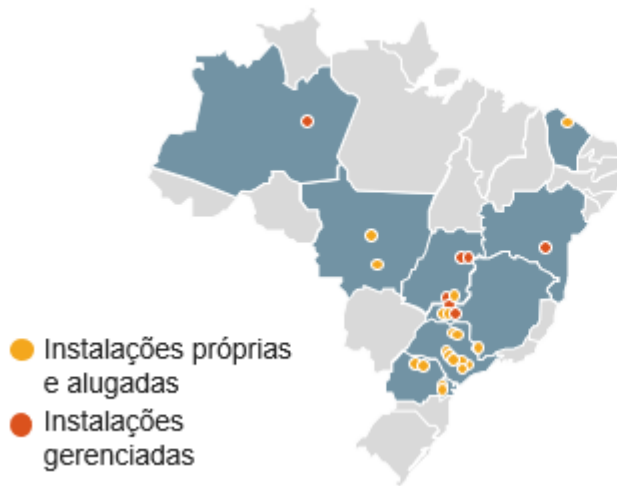 Instalações próprias
e alugadas
Instalações
gerenciadas